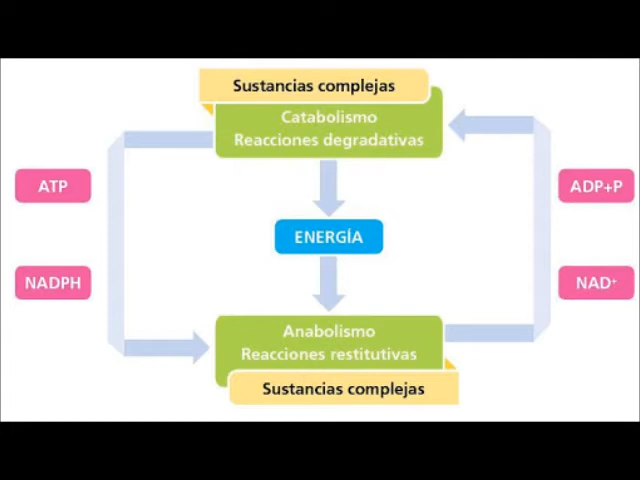 Sustancias complejas
Catabolismo
Reacciones degradativas
ATP
ADP+P
ENERGÍA
NADPH
NAD⁺
Anabolismo
Reacciones restitutivas
Sustancias complejas